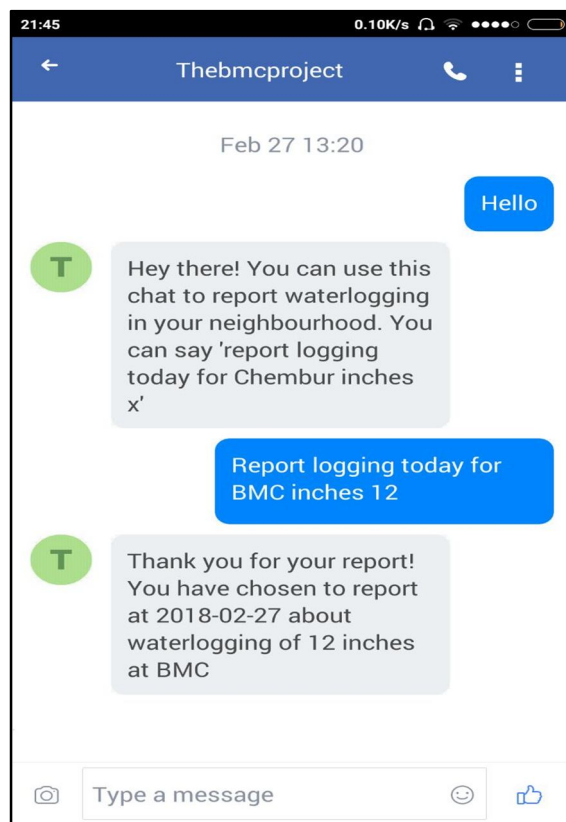 21:45 0.10K/s
Thebmcproject
Feb 27 13:20
Hello
T
Hey there! You can use this
chat to report waterlogging
in your neighbourhood. You
can say 'report logging
today for Chembur inches
x'
Report logging today for
BMC inches 12
T
Thank you for your report!
You have chosen to report
at 2018-02-27 about
waterlogging of 12 inches
at BMC
Type a message